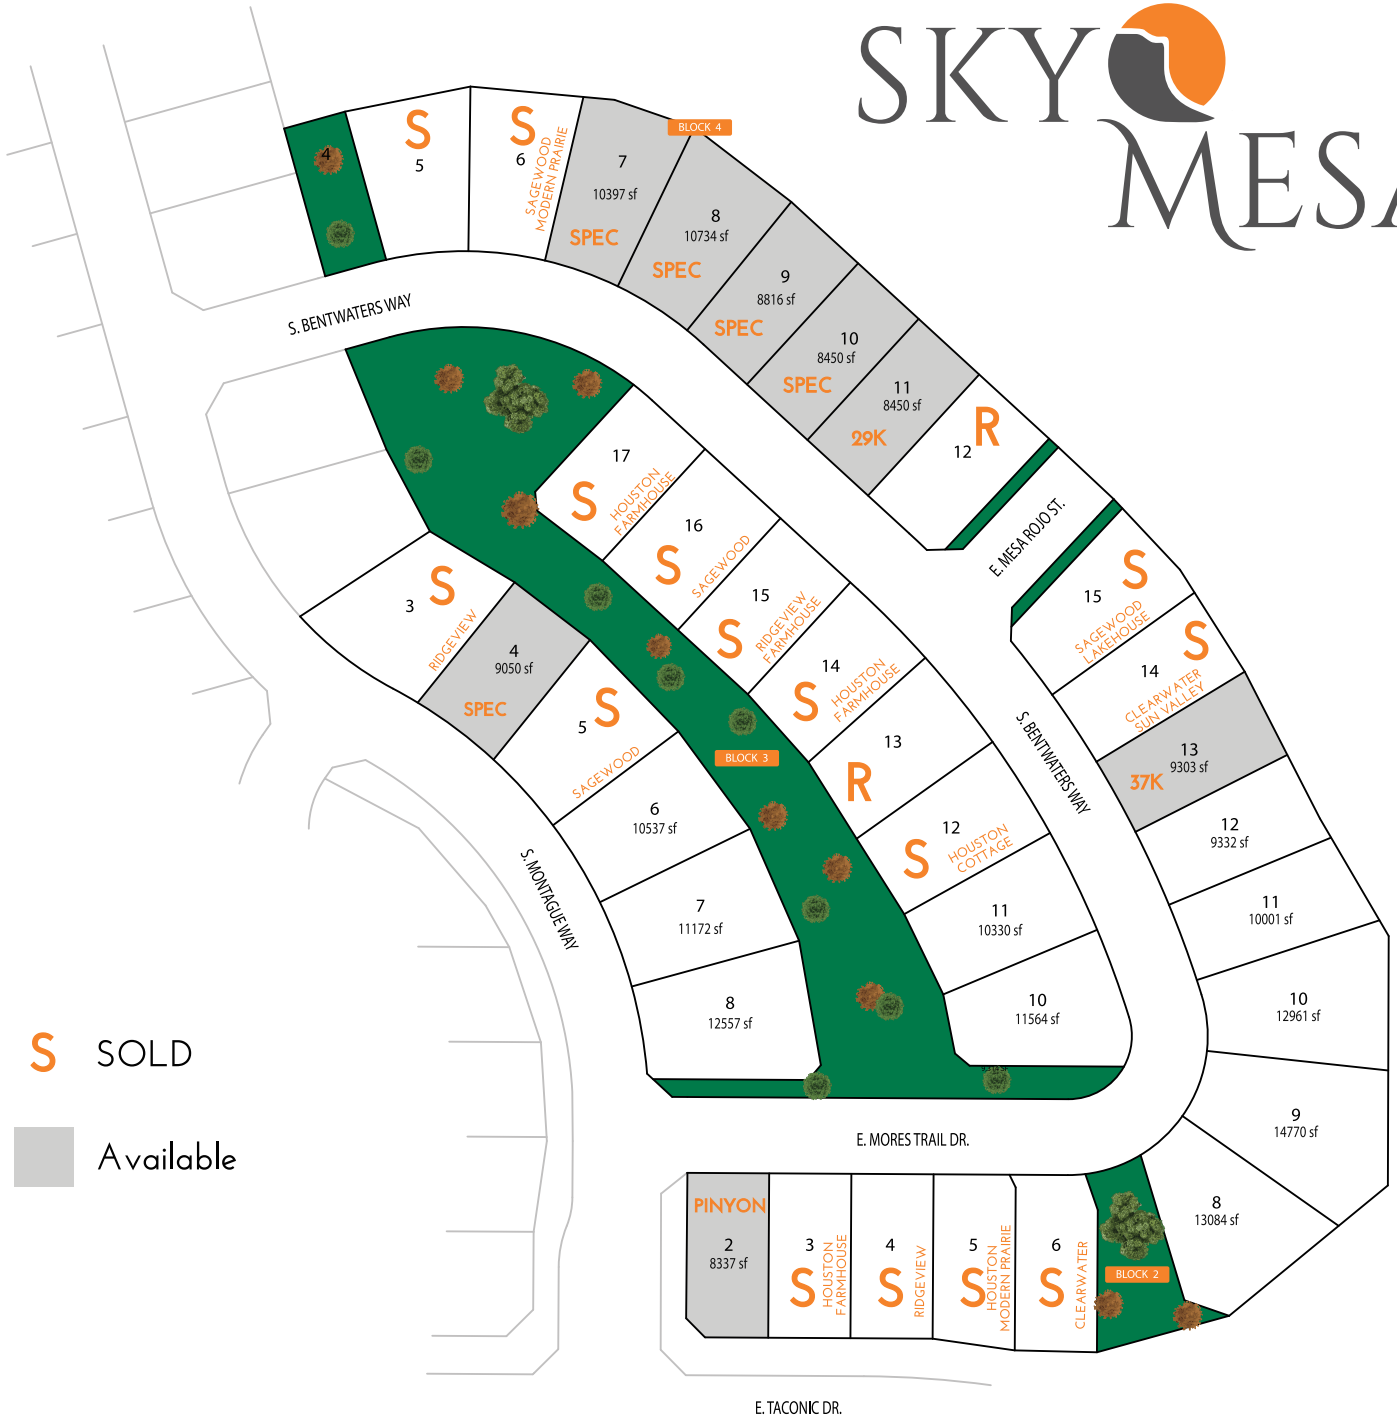 SKY
MESA
BLOCK 4
4
S
5
S
6
SAGEWOOD
MODERN PRAIRIE
7
10397 sf
SPEC
8
10734 sf
SPEC
9
8816 sf
SPEC
10
8450 sf
SPEC
11
8450 sf
29K
R
12
S. BENTWATERS WAY
E. MESA ROJO ST.
17
S
HOUSTON
FARMHOUSE
16
S
SAGEWOOD
15
S
RIDGEVIEW
FARMHOUSE
14
S
HOUSTON
FARMHOUSE
13
R
12
S
HOUSTON
COTTAGE
11
10330 sf
10
11564 sf
3
S
RIDGEVIEW
4
9050 sf
SPEC
5
S
SAGEWOOD
6
10537 sf
7
11172 sf
8
12557 sf
BLOCK 3
S. MONTAGUE WAY
S. BENTWATERS WAY
15
S
SAGEWOOD
LAKEHOUSE
14
S
CLEARWATER
SUN VALLEY
13
9303 sf
37K
12
9332 sf
11
10001 sf
10
12961 sf
9
14770 sf
8
13084 sf
E. MORES TRAIL DR.
PINYON
2
8337 sf
3
S
HOUSTON
FARMHOUSE
4
S
RIDGEVIEW
5
S
HOUSTON
MODERN PRAIRIE
6
S
CLEARWATER
BLOCK 2
E. TACONIC DR.
S SOLD
Available